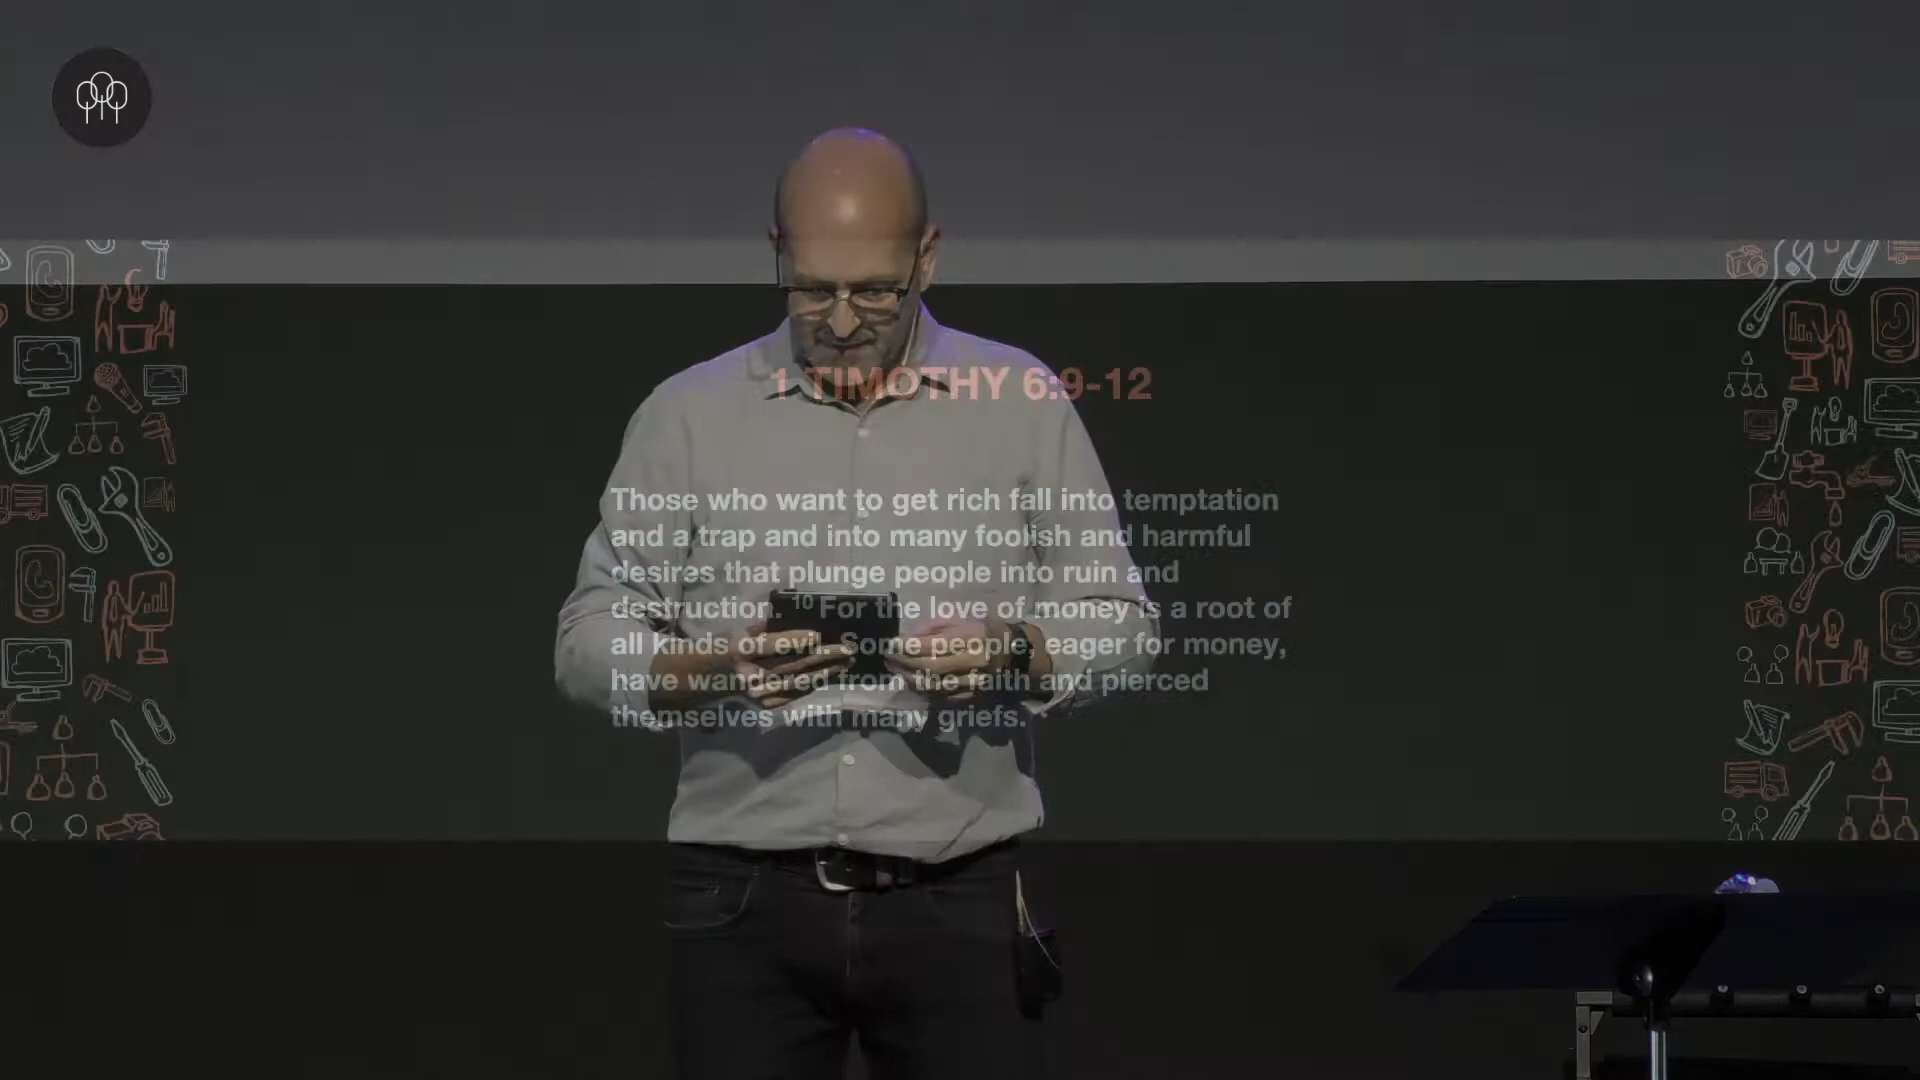 1 TIMOTHY 6:9-12
Those who want to get rich fall into temptation
and a trap and into many foolish and harmful
desires that plunge people into ruin and
destruction. ¹⁰ For the love of money is a root of
all kinds of evil. Some people, eager for money,
have wandered from the faith and pierced
themselves with many griefs.